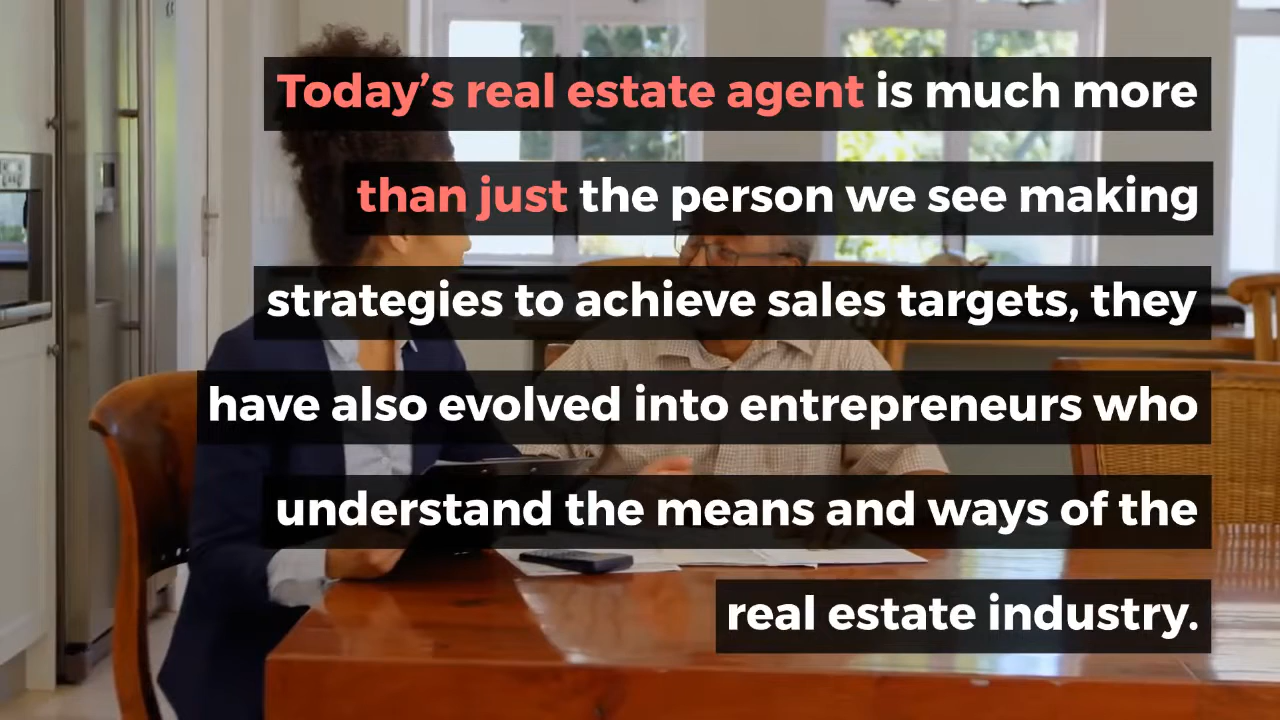 Today’s real estate agent is much more
than just the person we see making
strategies to achieve sales targets, they
have also evolved into entrepreneurs who
understand the means and ways of the
real estate industry.